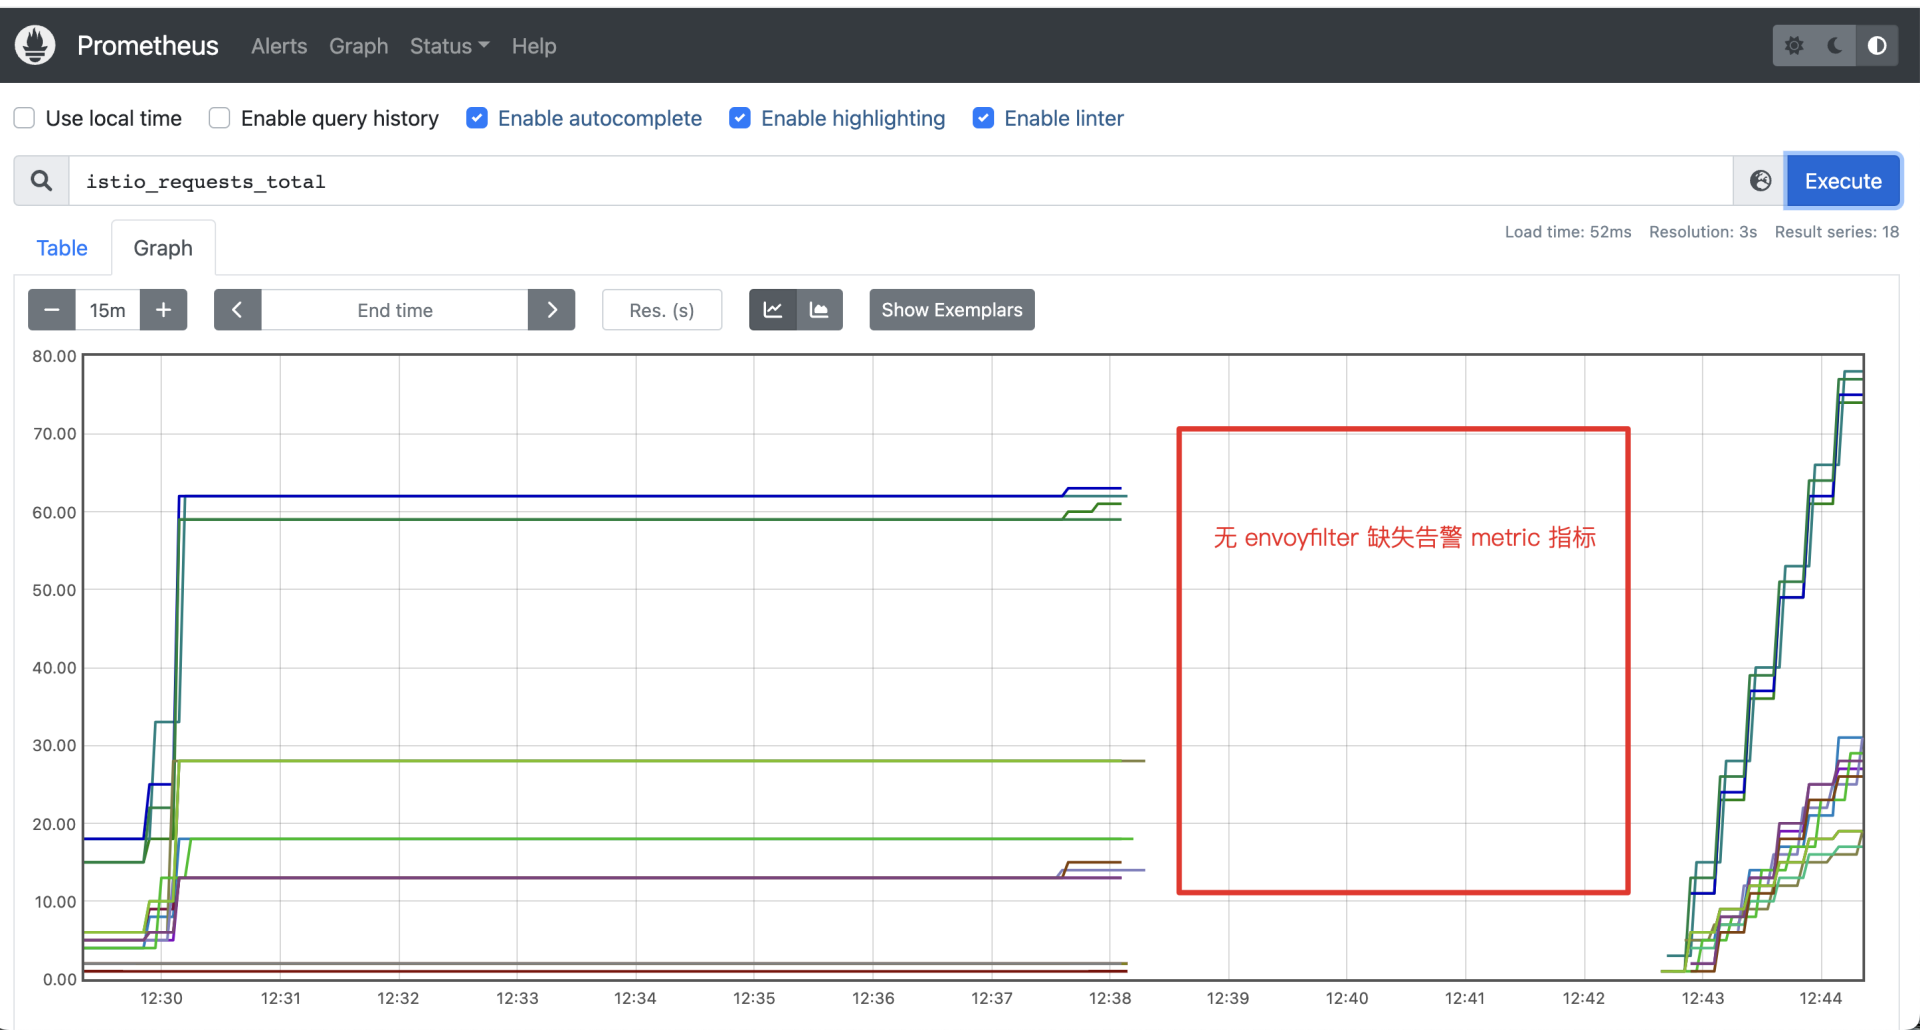 Prometheus Alerts Graph Status Help
Use local time Enable query history Enable autocomplete Enable highlighting Enable linter
istio_requests_total Execute
Table Graph Load time: 52ms Resolution: 3s Result series: 18
15m End time Res. (s) Show Exemplars
80.00
70.00
60.00
50.00
40.00
30.00
20.00
10.00
0.00
无 envoyfilter 缺失告警 metric 指标
12:30 12:31 12:32 12:33 12:34 12:35 12:36 12:37 12:38 12:39 12:40 12:41 12:42 12:43 12:44